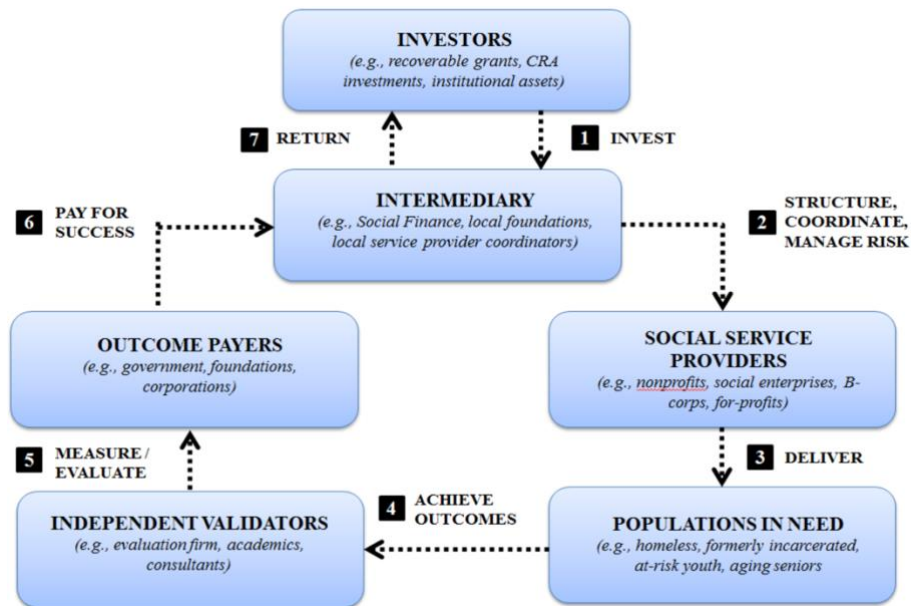 INVESTORS
(e.g., recoverable grants, CRA
investments, institutional assets)
7 RETURN
1 INVEST
INTERMEDIARY
(e.g., Social Finance, local foundations,
local service provider coordinators)
6 PAY FOR
SUCCESS
2 STRUCTURE,
COORDINATE,
MANAGE RISK
OUTCOME PAYERS
(e.g., government, foundations,
corporations)
SOCIAL SERVICE
PROVIDERS
(e.g., nonprofits, social enterprises, B-
corps, for-profits)
5 MEASURE /
EVALUATE
3 DELIVER
INDEPENDENT VALIDATORS
(e.g., evaluation firm, academics,
consultants)
4 ACHIEVE
OUTCOMES
POPULATIONS IN NEED
(e.g., homeless, formerly incarcerated,
at-risk youth, aging seniors